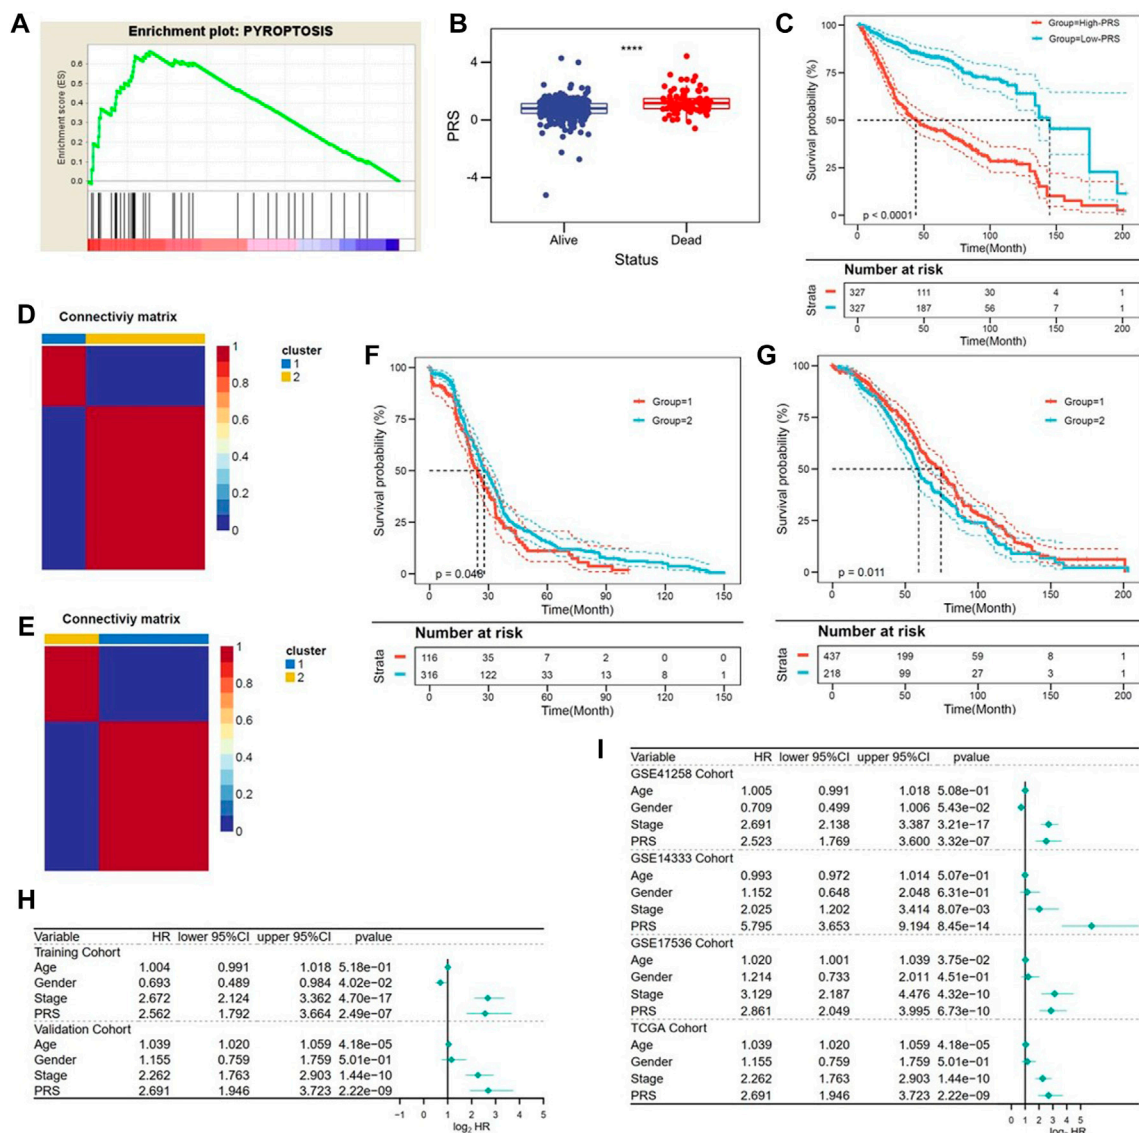 A
Enrichment plot: PYROPTOSIS
Enrichment score (ES)
0.6
0.5
0.4
0.3
0.2
0.1
0.0
B
****
PRS
4
0
-4
Alive
Dead
Status
C
Group=High-PRS
Group=Low-PRS
Survival probability (%)
100
75
50
25
0
p < 0.0001
0 50 100 150 200
Time(Month)
Number at risk
Strata
327 111 30 4 1
327 187 56 7 1
0 50 100 150 200
Time(Month)
D
Connectiviy matrix
cluster
1
2
1
0.8
0.6
0.4
0.2
0
E
Connectiviy matrix
cluster
1
2
1
0.8
0.6
0.4
0.2
0
F
Group=1
Group=2
Survival probability (%)
100
75
50
25
0
p = 0.046
0 30 60 90 120 150
Time(Month)
Number at risk
Strata
116 35 7 2 0 0
316 122 33 13 8 1
0 30 60 90 120 150
Time(Month)
G
Group=1
Group=2
Survival probability (%)
100
75
50
25
0
p = 0.011
0 50 100 150 200
Time(Month)
Number at risk
Strata
437 199 59 8 1
218 99 27 3 1
0 50 100 150 200
Time(Month)
H
Variable HR lower 95%CI upper 95%CI pvalue
Training Cohort
Age 1.004 0.991 1.018 5.18e−01
Gender 0.693 0.489 0.984 4.02e−02
Stage 2.672 2.124 3.362 4.70e−17
PRS 2.562 1.792 3.664 2.49e−07
Validation Cohort
Age 1.039 1.020 1.059 4.18e−05
Gender 1.155 0.759 1.759 5.01e−01
Stage 2.262 1.763 2.903 1.44e−10
PRS 2.691 1.946 3.723 2.22e−09
−1 0 1 2 3 4 5
log2 HR
I
Variable HR lower 95%CI upper 95%CI pvalue
GSE41258 Cohort
Age 1.005 0.991 1.018 5.08e−01
Gender 0.709 0.499 1.006 5.43e−02
Stage 2.691 2.138 3.387 3.21e−17
PRS 2.523 1.769 3.600 3.32e−07
GSE14333 Cohort
Age 0.993 0.972 1.014 5.07e−01
Gender 1.152 0.648 2.048 6.31e−01
Stage 2.025 1.202 3.414 8.07e−03
PRS 5.795 3.653 9.194 8.45e−14
GSE17536 Cohort
Age 1.020 1.001 1.039 3.75e−02
Gender 1.214 0.733 2.011 4.51e−01
Stage 3.129 2.187 4.476 4.32e−10
PRS 2.861 2.049 3.995 6.73e−10
TCGA Cohort
Age 1.039 1.020 1.059 4.18e−05
Gender 1.155 0.759 1.759 5.01e−01
Stage 2.262 1.763 2.903 1.44e−10
PRS 2.691 1.946 3.723 2.22e−09
0 1 2 3 4 5
HR